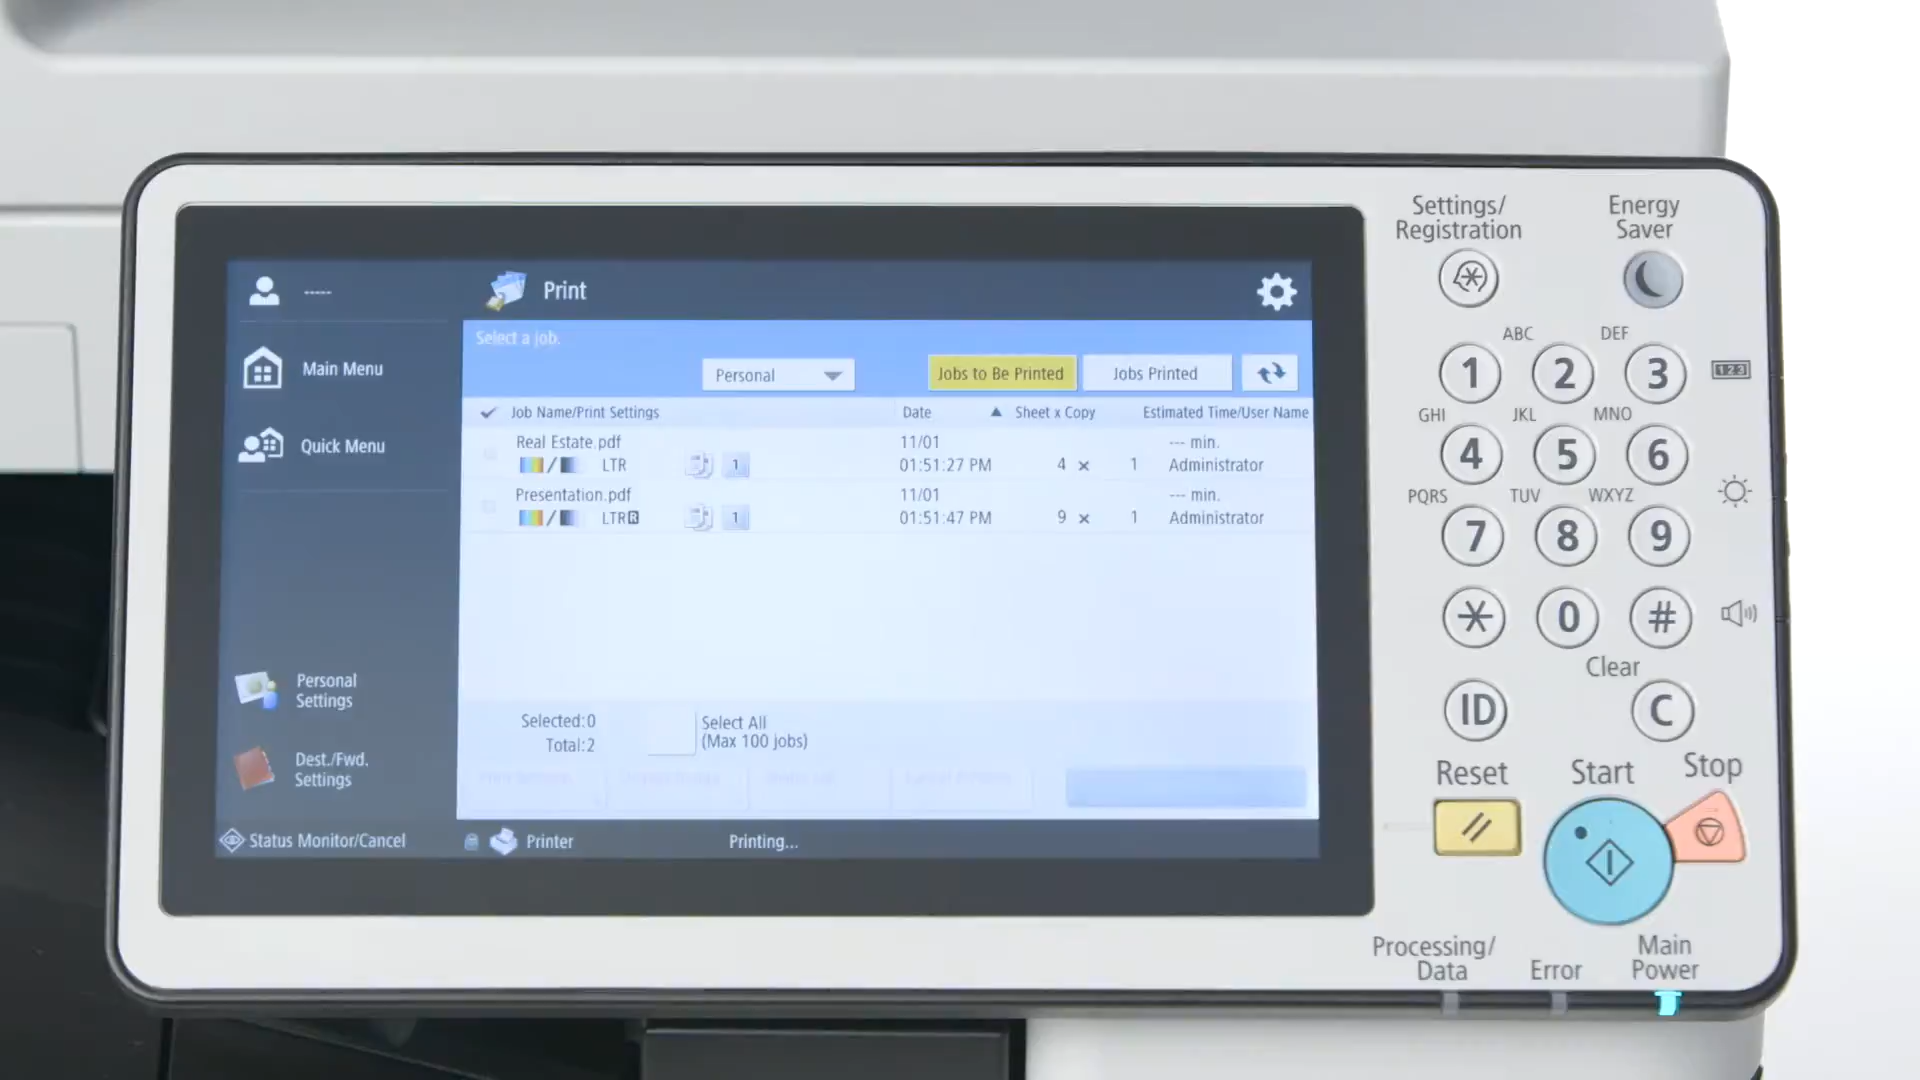 Settings/
Registration
Energy
Saver
-----
Print
Main Menu
Quick Menu
Personal
Settings
Dest./Fwd.
Settings
Select a job.
Personal
Jobs to Be Printed
Jobs Printed
Job Name/Print Settings
Date
Sheet x Copy
Estimated Time/User Name
Real Estate.pdf
11/01
--- min.
LTR
1
01:51:27 PM
4 x
1
Administrator
Presentation.pdf
11/01
--- min.
LTRR
1
01:51:47 PM
9 x
1
Administrator
Selected:0
Total:2
Select All
(Max 100 jobs)
Status Monitor/Cancel
Printer
Printing...
ABC
DEF
1
2
3
123
GHI
JKL
MNO
4
5
6
PQRS
TUV
WXYZ
7
8
9
*
0
#
Clear
ID
C
Reset
Start
Stop
Processing/
Data
Error
Main
Power